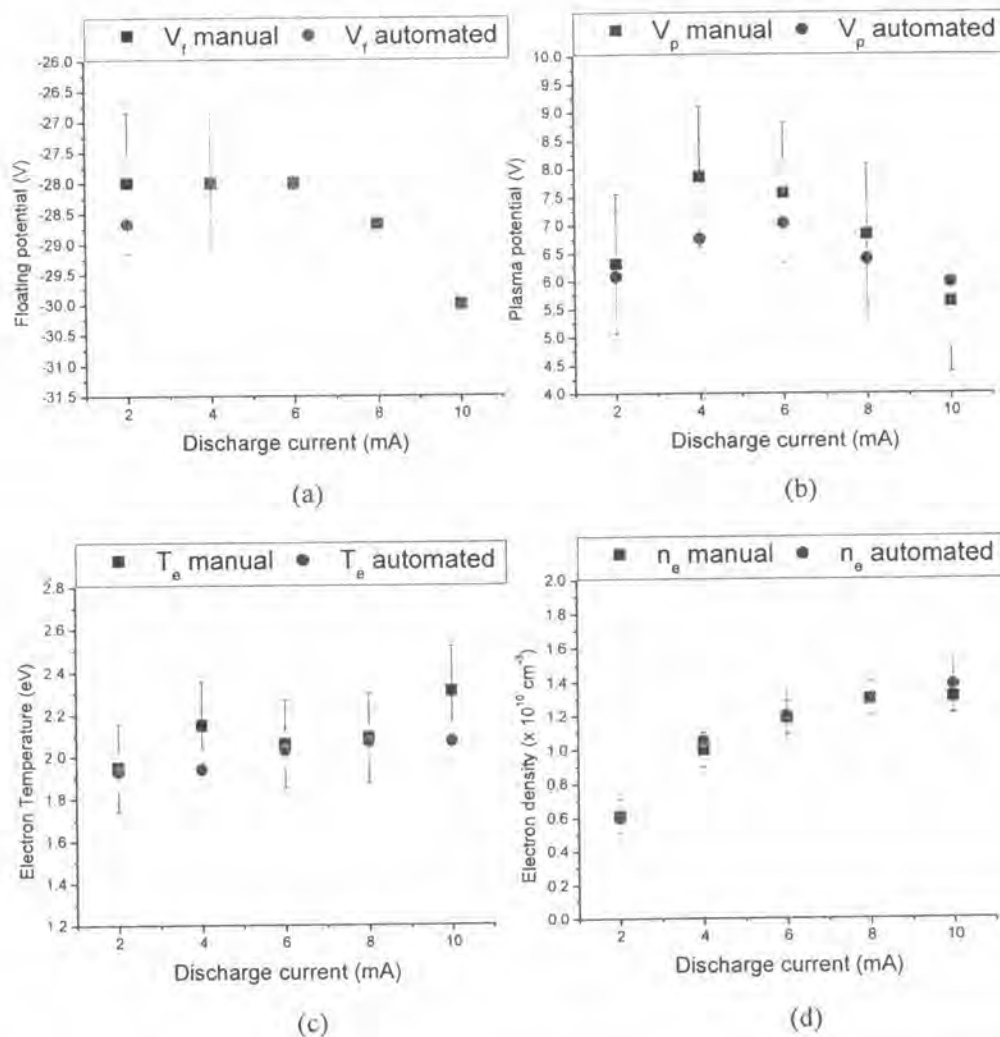 V_f manual V_f automated
-26.0
-26.5
-27.0
-27.5
-28.0
-28.5
-29.0
-29.5
-30.0
-30.5
-31.0
-31.5
Floating potential (V)
2 4 6 8 10
Discharge current (mA)
(a)
V_p manual V_p automated
10.0
9.5
9.0
8.5
8.0
7.5
7.0
6.5
6.0
5.5
5.0
4.5
4.0
Plasma potential (V)
2 4 6 8 10
Discharge current (mA)
(b)
T_e manual T_e automated
2.8
2.6
2.4
2.2
2.0
1.8
1.6
1.4
1.2
Electron Temperature (eV)
2 4 6 8 10
Discharge current (mA)
(c)
n_e manual n_e automated
2.0
1.8
1.6
1.4
1.2
1.0
0.8
0.6
0.4
0.2
0.0
Electron density (x 10^10 cm^-3)
2 4 6 8 10
Discharge current (mA)
(d)